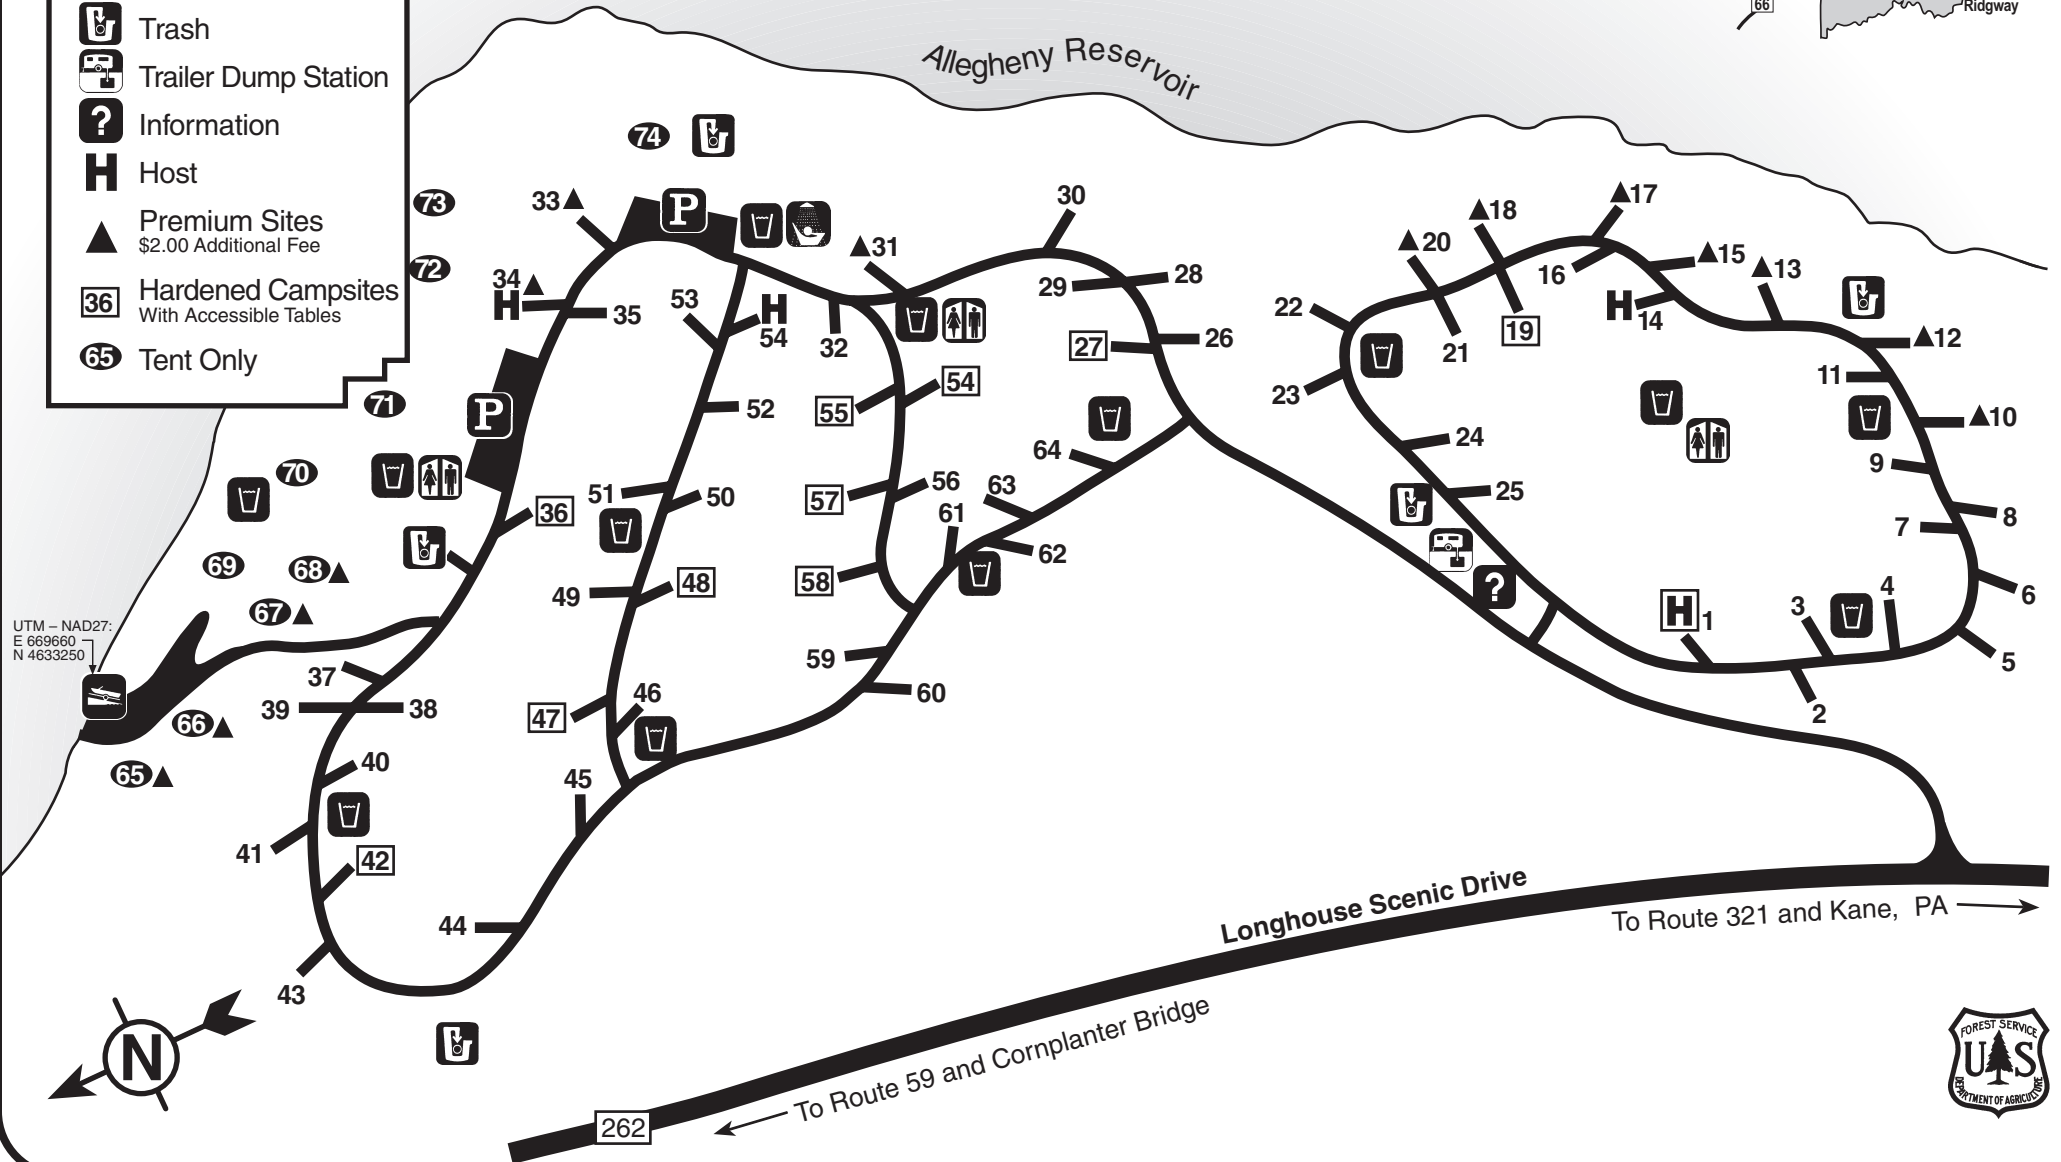 Trash
Trailer Dump Station
? Information
H Host
Premium Sites
$2.00 Additional Fee
36 Hardened Campsites
With Accessible Tables
65 Tent Only
66
Ridgway
Allegheny Reservoir
74
73
72
71
70
69
68
67
66
65
UTM – NAD27:
E 669660
N 4633250
33
P
34
H
35
P
36
37
39
38
40
41
42
43
44
45
46
47
48
49
50
51
52
53
H
54
32
31
30
29
28
27
26
55
54
57
56
58
59
60
61
62
63
64
22
23
20
21
18
19
17
16
15
H
14
13
12
11
10
9
8
7
6
5
4
3
2
H 1
24
25
?
Longhouse Scenic Drive
To Route 321 and Kane, PA
To Route 59 and Cornplanter Bridge
262
N
FOREST SERVICE
U S
DEPARTMENT OF AGRICULTURE